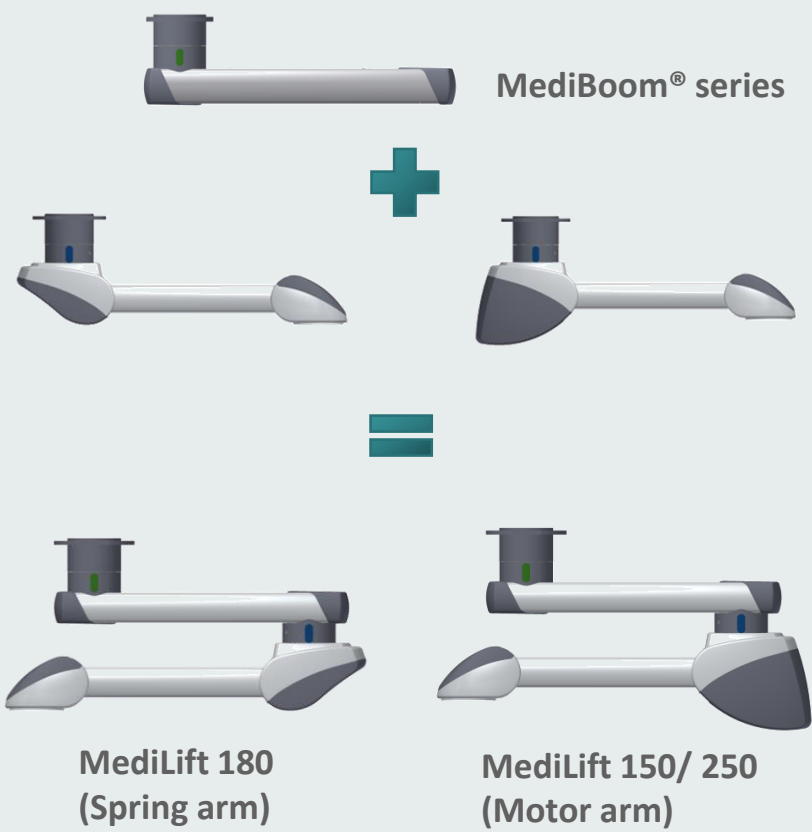 MediBoom® series
MediLift 180
(Spring arm)
MediLift 150/ 250
(Motor arm)